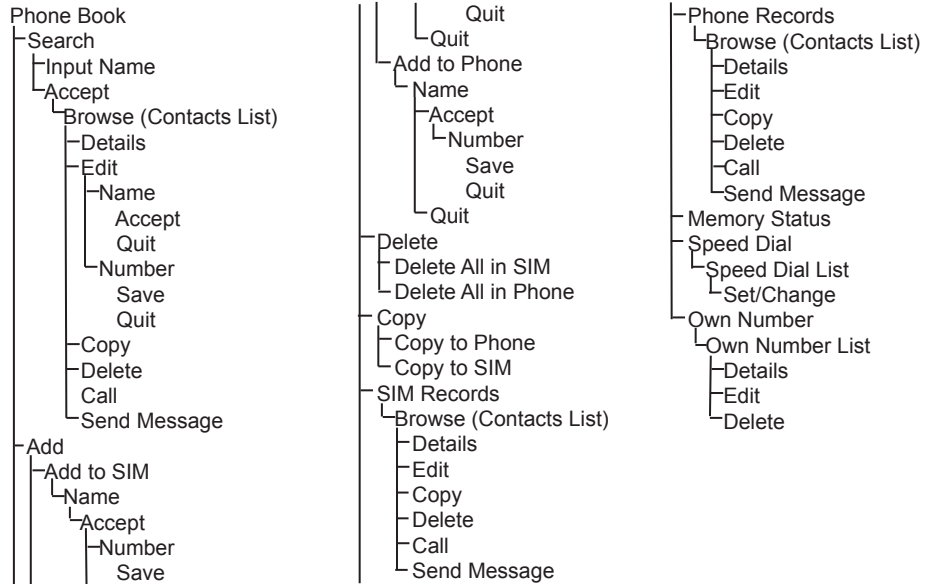 Phone Book
Search
Input Name
Accept
Browse (Contacts List)
Details
Edit
Name
Accept
Quit
Number
Save
Quit
Copy
Delete
Call
Send Message
Add
Add to SIM
Name
Accept
Number
Save
Quit
Quit
Add to Phone
Name
Accept
Number
Save
Quit
Quit
Delete
Delete All in SIM
Delete All in Phone
Copy
Copy to Phone
Copy to SIM
SIM Records
Browse (Contacts List)
Details
Edit
Copy
Delete
Call
Send Message
Phone Records
Browse (Contacts List)
Details
Edit
Copy
Delete
Call
Send Message
Memory Status
Speed Dial
Speed Dial List
Set/Change
Own Number
Own Number List
Details
Edit
Delete